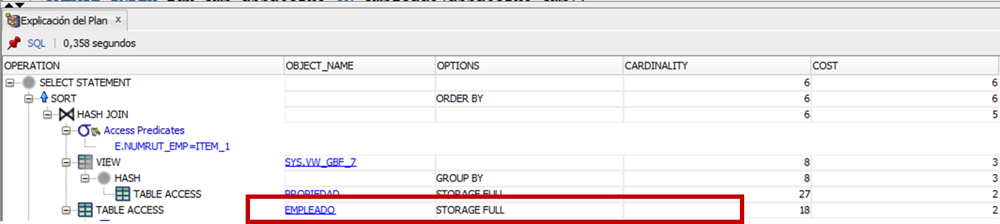 Explicación del Plan x
SQL | 0,358 segundos
OPERATION OBJECT_NAME OPTIONS CARDINALITY COST
SELECT STATEMENT 6 6
SORT ORDER BY 6 6
HASH JOIN 6 5
Access Predicates
E.NUMRUT_EMP=ITEM_1
VIEW SYS.VW_GBF_7 8 3
HASH GROUP BY 8 3
TABLE ACCESS PROPIEDAD STORAGE FULL 27 2
TABLE ACCESS EMPLEADO STORAGE FULL 18 2